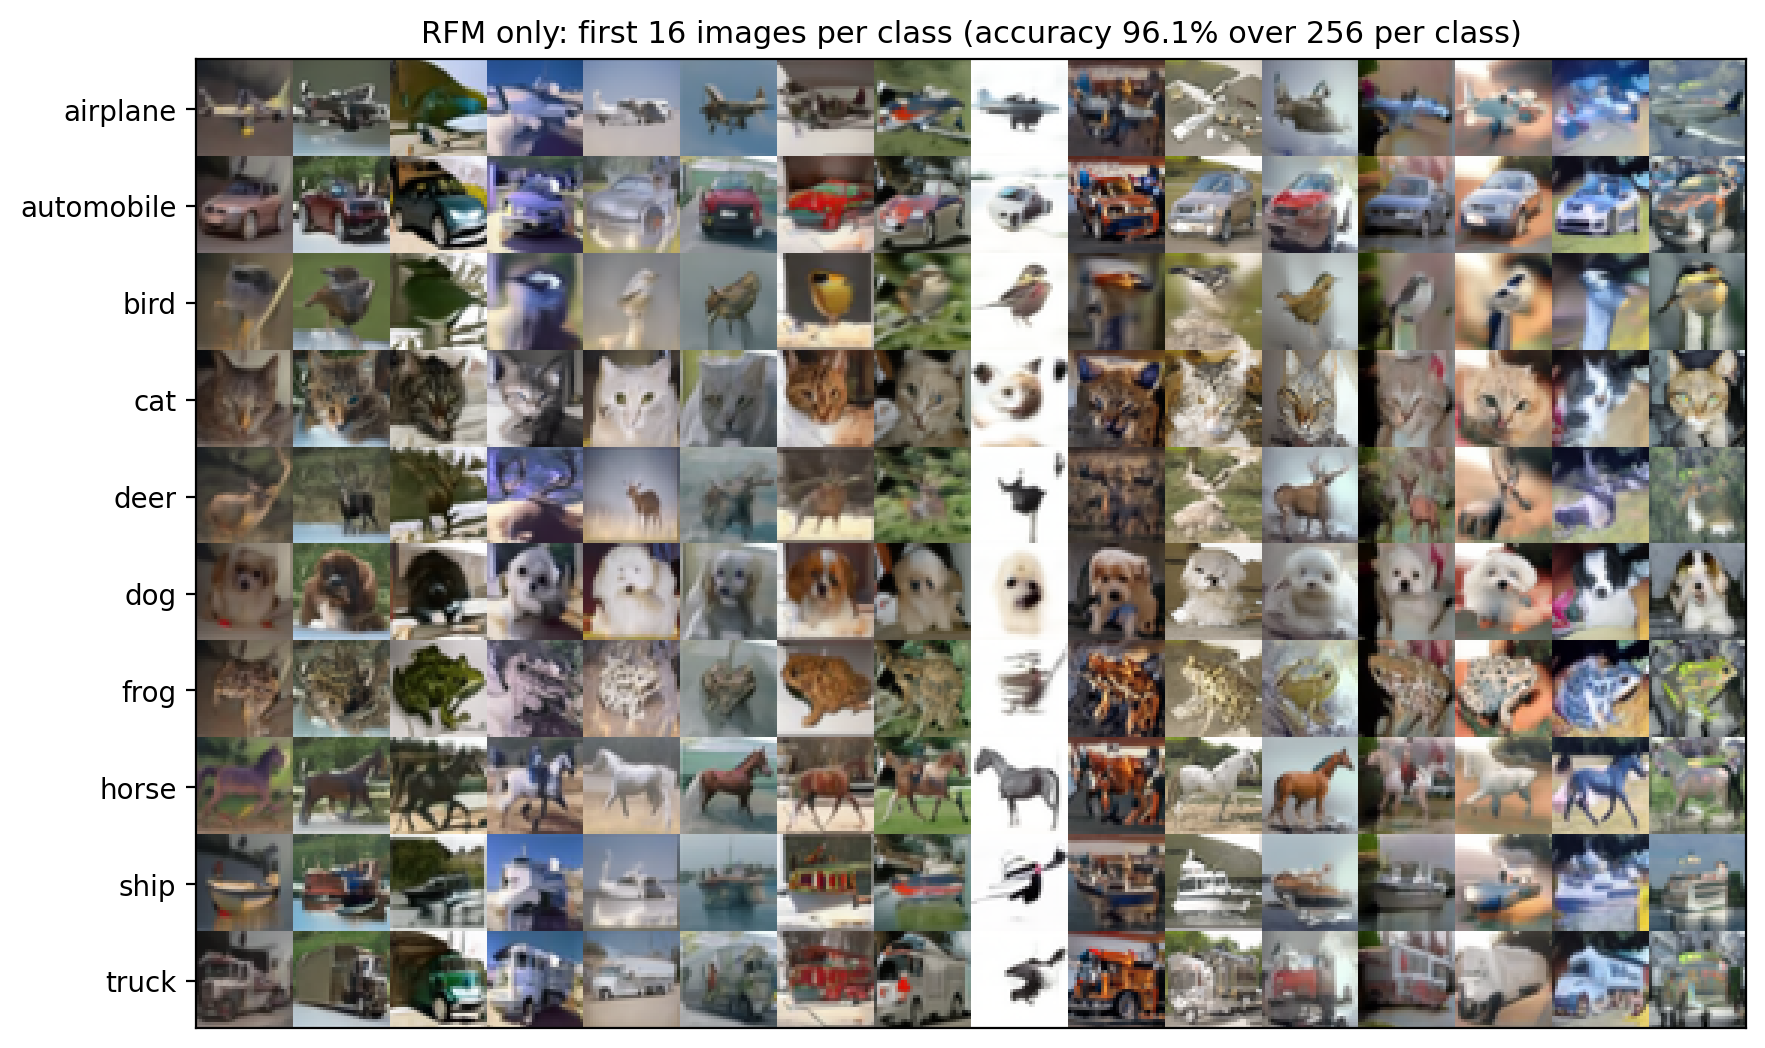 RFM only: first 16 images per class (accuracy 96.1% over 256 per class)
airplane
automobile
bird
cat
deer
dog
frog
horse
ship
truck